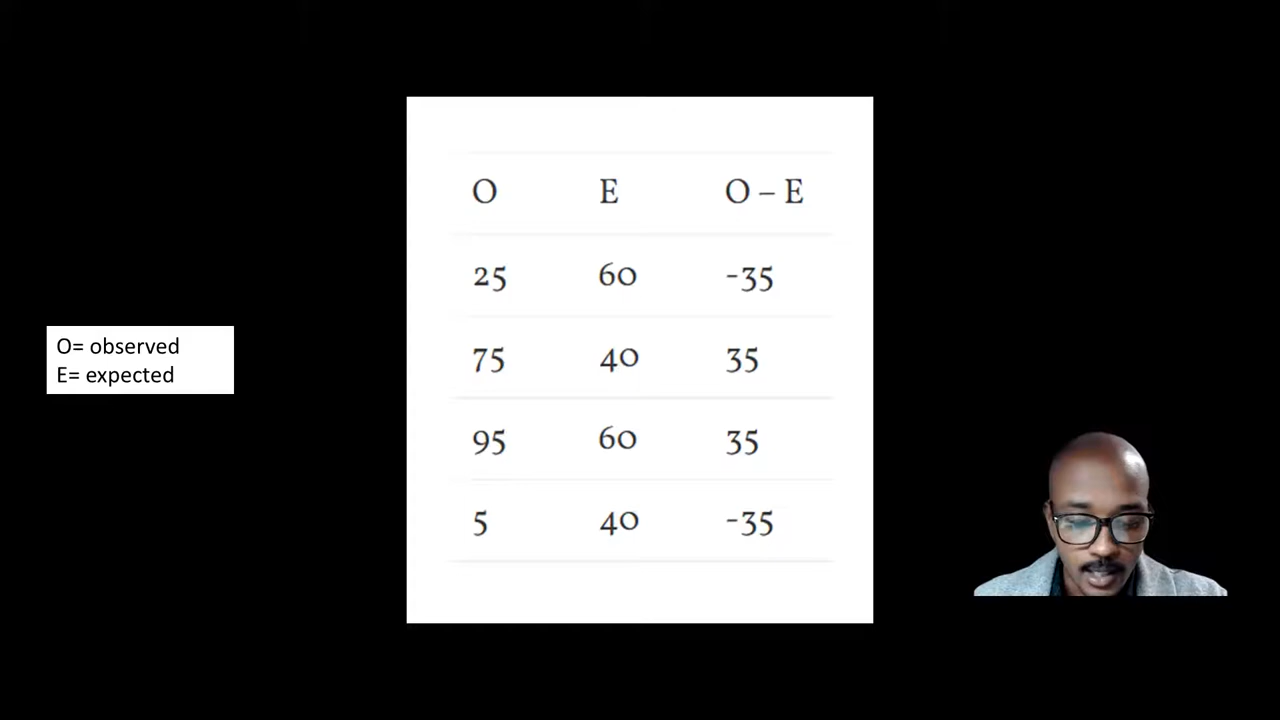 O= observed
E= expected
O E O – E
25 60 -35
75 40 35
95 60 35
5 40 -35